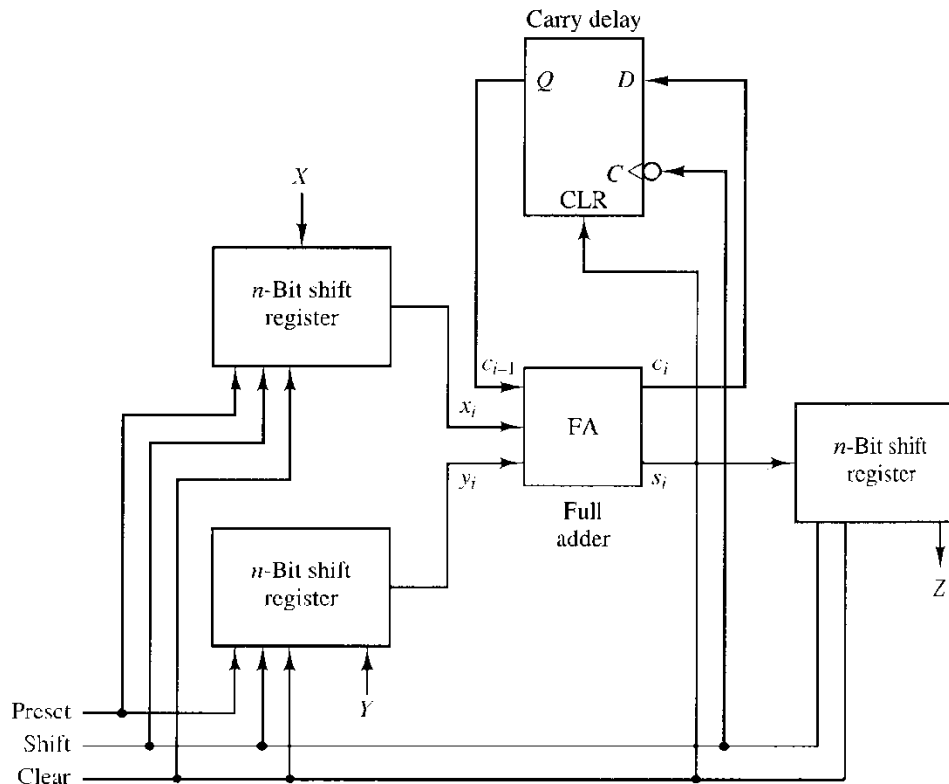 Carry delay
Q D
C
CLR
X
n-Bit shift
register
c_{i-1} c_i
x_i
FA
y_i s_i
Full
adder
n-Bit shift
register
n-Bit shift
register
Z
Y
Preset
Shift
Clear